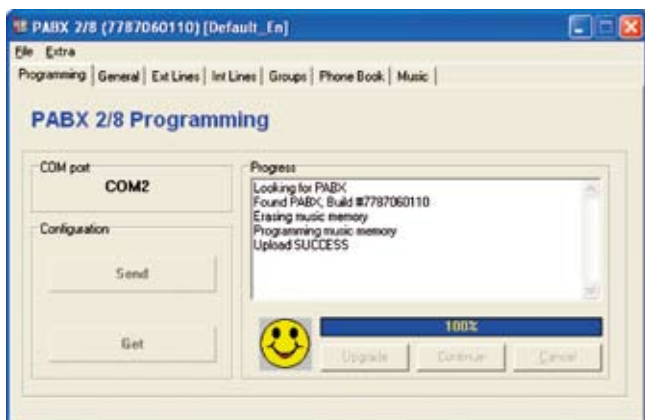 PABX 2/8 (7787060110) [Default_En]
File Extra
Programming General Ext Lines Int Lines Groups Phone Book Music
PABX 2/8 Programming
COM port
COM2
Configuration
Send
Get
Progress
Looking for PABX
Found PABX, Build #7787060110
Erasing music memory
Programming music memory
Upload SUCCESS
100%
Upgrade Continue Cancel